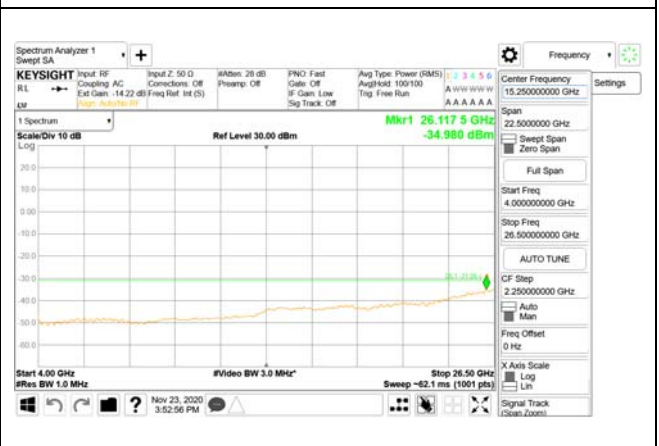 Spectrum Analyzer 1
Swept SA
+
Frequency
KEYSIGHT
RL
Input: RF
Coupling: AC
Ext Gain: -14.22 dB
Align: Auto/No RF
Input Z: 50 Ω
Corrections: Off
Freq Ref: Int (S)
#Atten: 28 dB
Preamp: Off
PNO: Fast
Gate: Off
IF Gain: Low
Sig Track: Off
Avg Type: Power (RMS)
Avg|Hold: 100/100
Trig: Free Run
1 2 3 4 5 6
A W W W W W
A A A A A A
1 Spectrum
Scale/Div 10 dB
Ref Level 30.00 dBm
Mkr1 26.117 5 GHz
-34.980 dBm
Log
20.0
10.0
0.00
-10.0
-20.0
-30.0
-40.0
-50.0
-60.0
Start 4.00 GHz
#Res BW 1.0 MHz
#Video BW 3.0 MHz*
Stop 26.50 GHz
Sweep ~62.1 ms (1001 pts)
Nov 23, 2020
3:52:56 PM
Center Frequency
15.250000000 GHz
Settings
Span
22.5000000 GHz
Swept Span
Zero Span
Full Span
Start Freq
4.000000000 GHz
Stop Freq
26.500000000 GHz
AUTO TUNE
CF Step
2.250000000 GHz
Auto
Man
Freq Offset
0 Hz
X Axis Scale
Log
Lin
Signal Track
(Span Zoom)